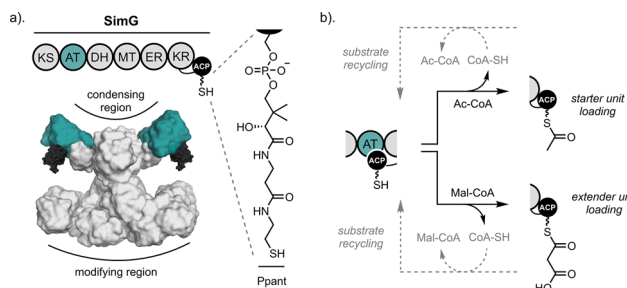 a).
SimG
KS AT DH MT ER KR ACP
SH
condensing
region
modifying region
O
O P O⁻
O
HO
O
HN
O
HN
SH
Ppant
b).
substrate
recycling
Ac-CoA CoA-SH
Ac-CoA
ACP
S
O
starter unit
loading
AT
ACP
SH
Mal-CoA
ACP
S
O
O
HO
extender un
loading
substrate
recycling
Mal-CoA CoA-SH